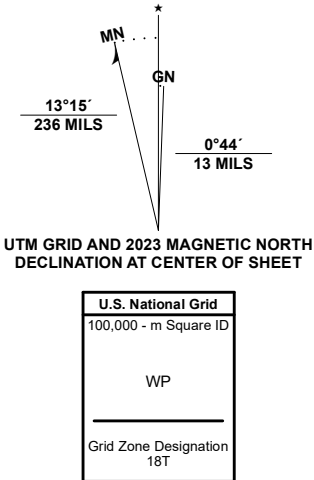 MN
GN
13°15´
236 MILS
0°44´
13 MILS
UTM GRID AND 2023 MAGNETIC NORTH
DECLINATION AT CENTER OF SHEET
U.S. National Grid
100,000 - m Square ID
WP
Grid Zone Designation
18T